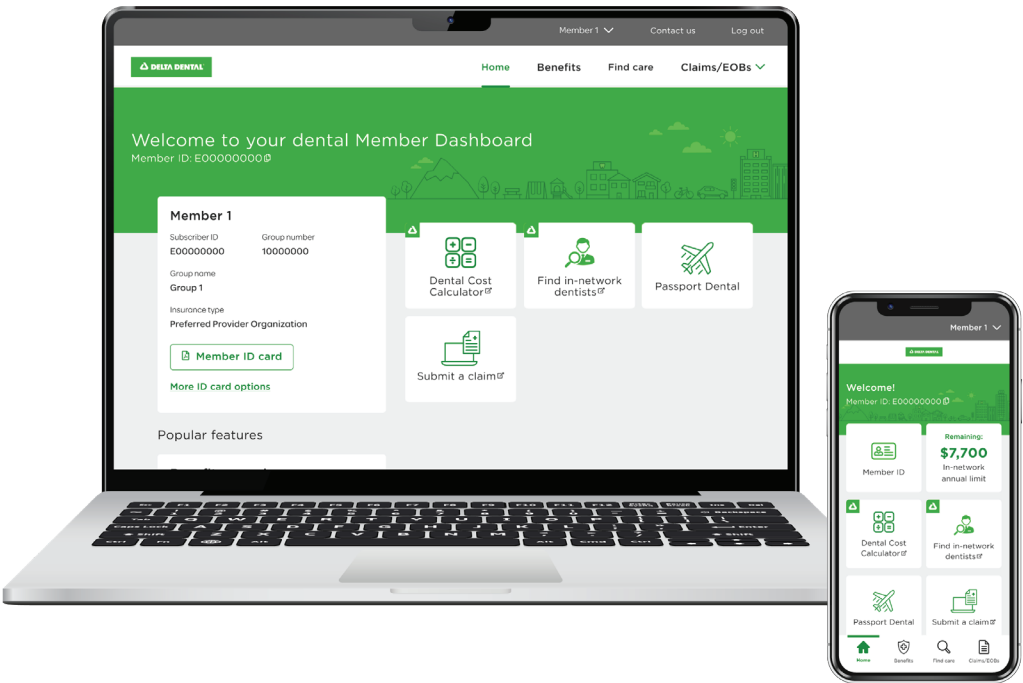 Member 1
Contact us
Log out
DELTA DENTAL
Home
Benefits
Find care
Claims/EOBs
Welcome to your dental Member Dashboard
Member ID: E00000000
Member 1
Subscriber ID
Group number
E00000000
10000000
Group name
Group 1
Insurance type
Preferred Provider Organization
Member ID card
More ID card options
Dental Cost
Calculator
Find in-network
dentists
Passport Dental
Submit a claim
Popular features
Member 1
DELTA DENTAL
Welcome!
Member ID: E00000000
Member ID
Remaining:
$7,700
In-network
annual limit
Dental Cost
Calculator
Find in-network
dentists
Passport Dental
Submit a claim
Home
Benefits
Find care
Claims/EOBs